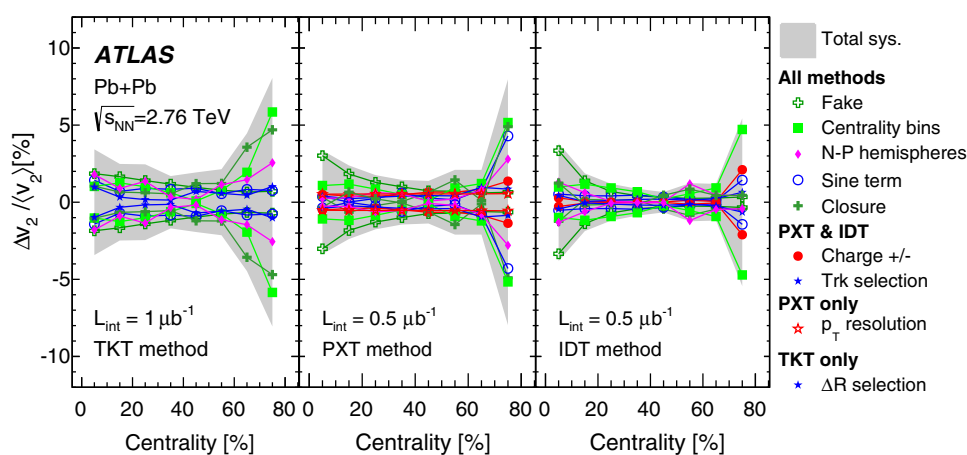 ATLAS
Pb+Pb
√sNN=2.76 TeV
Δv2 /⟨v2⟩[%]
10
5
0
-5
-10
Lint = 1 μb-1
TKT method
Lint = 0.5 μb-1
PXT method
Lint = 0.5 μb-1
IDT method
0 20 40 60 80
0 20 40 60 80
0 20 40 60 80
Centrality [%]
Centrality [%]
Centrality [%]
Total sys.
All methods
Fake
Centrality bins
N-P hemispheres
Sine term
Closure
PXT & IDT
Charge +/-
Trk selection
PXT only
pT resolution
TKT only
ΔR selection